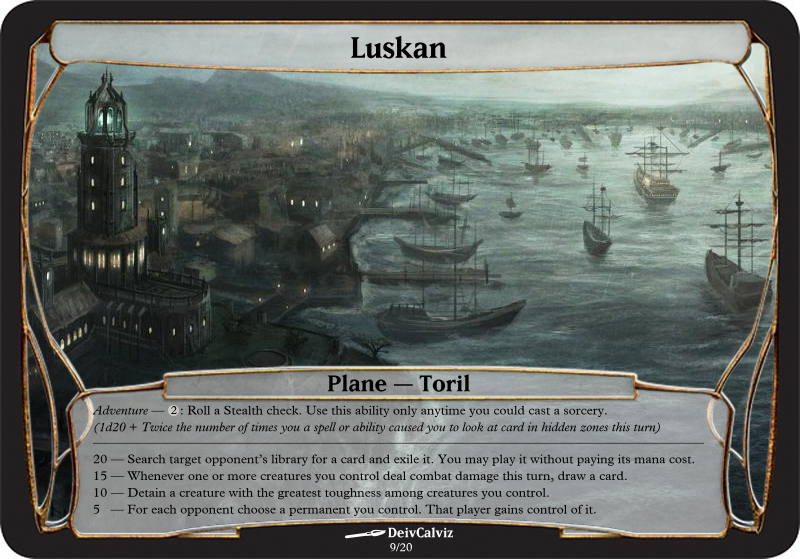 Luskan
Plane — Toril
Adventure — 2: Roll a Stealth check. Use this ability only anytime you could cast a sorcery.
(1d20 + Twice the number of times you a spell or ability caused you to look at card in hidden zones this turn)
20 — Search target opponent's library for a card and exile it. You may play it without paying its mana cost.
15 — Whenever one or more creatures you control deal combat damage this turn, draw a card.
10 — Detain a creature with the greatest toughness among creatures you control.
5 — For each opponent choose a permanent you control. That player gains control of it.
DeivCalviz
9/20